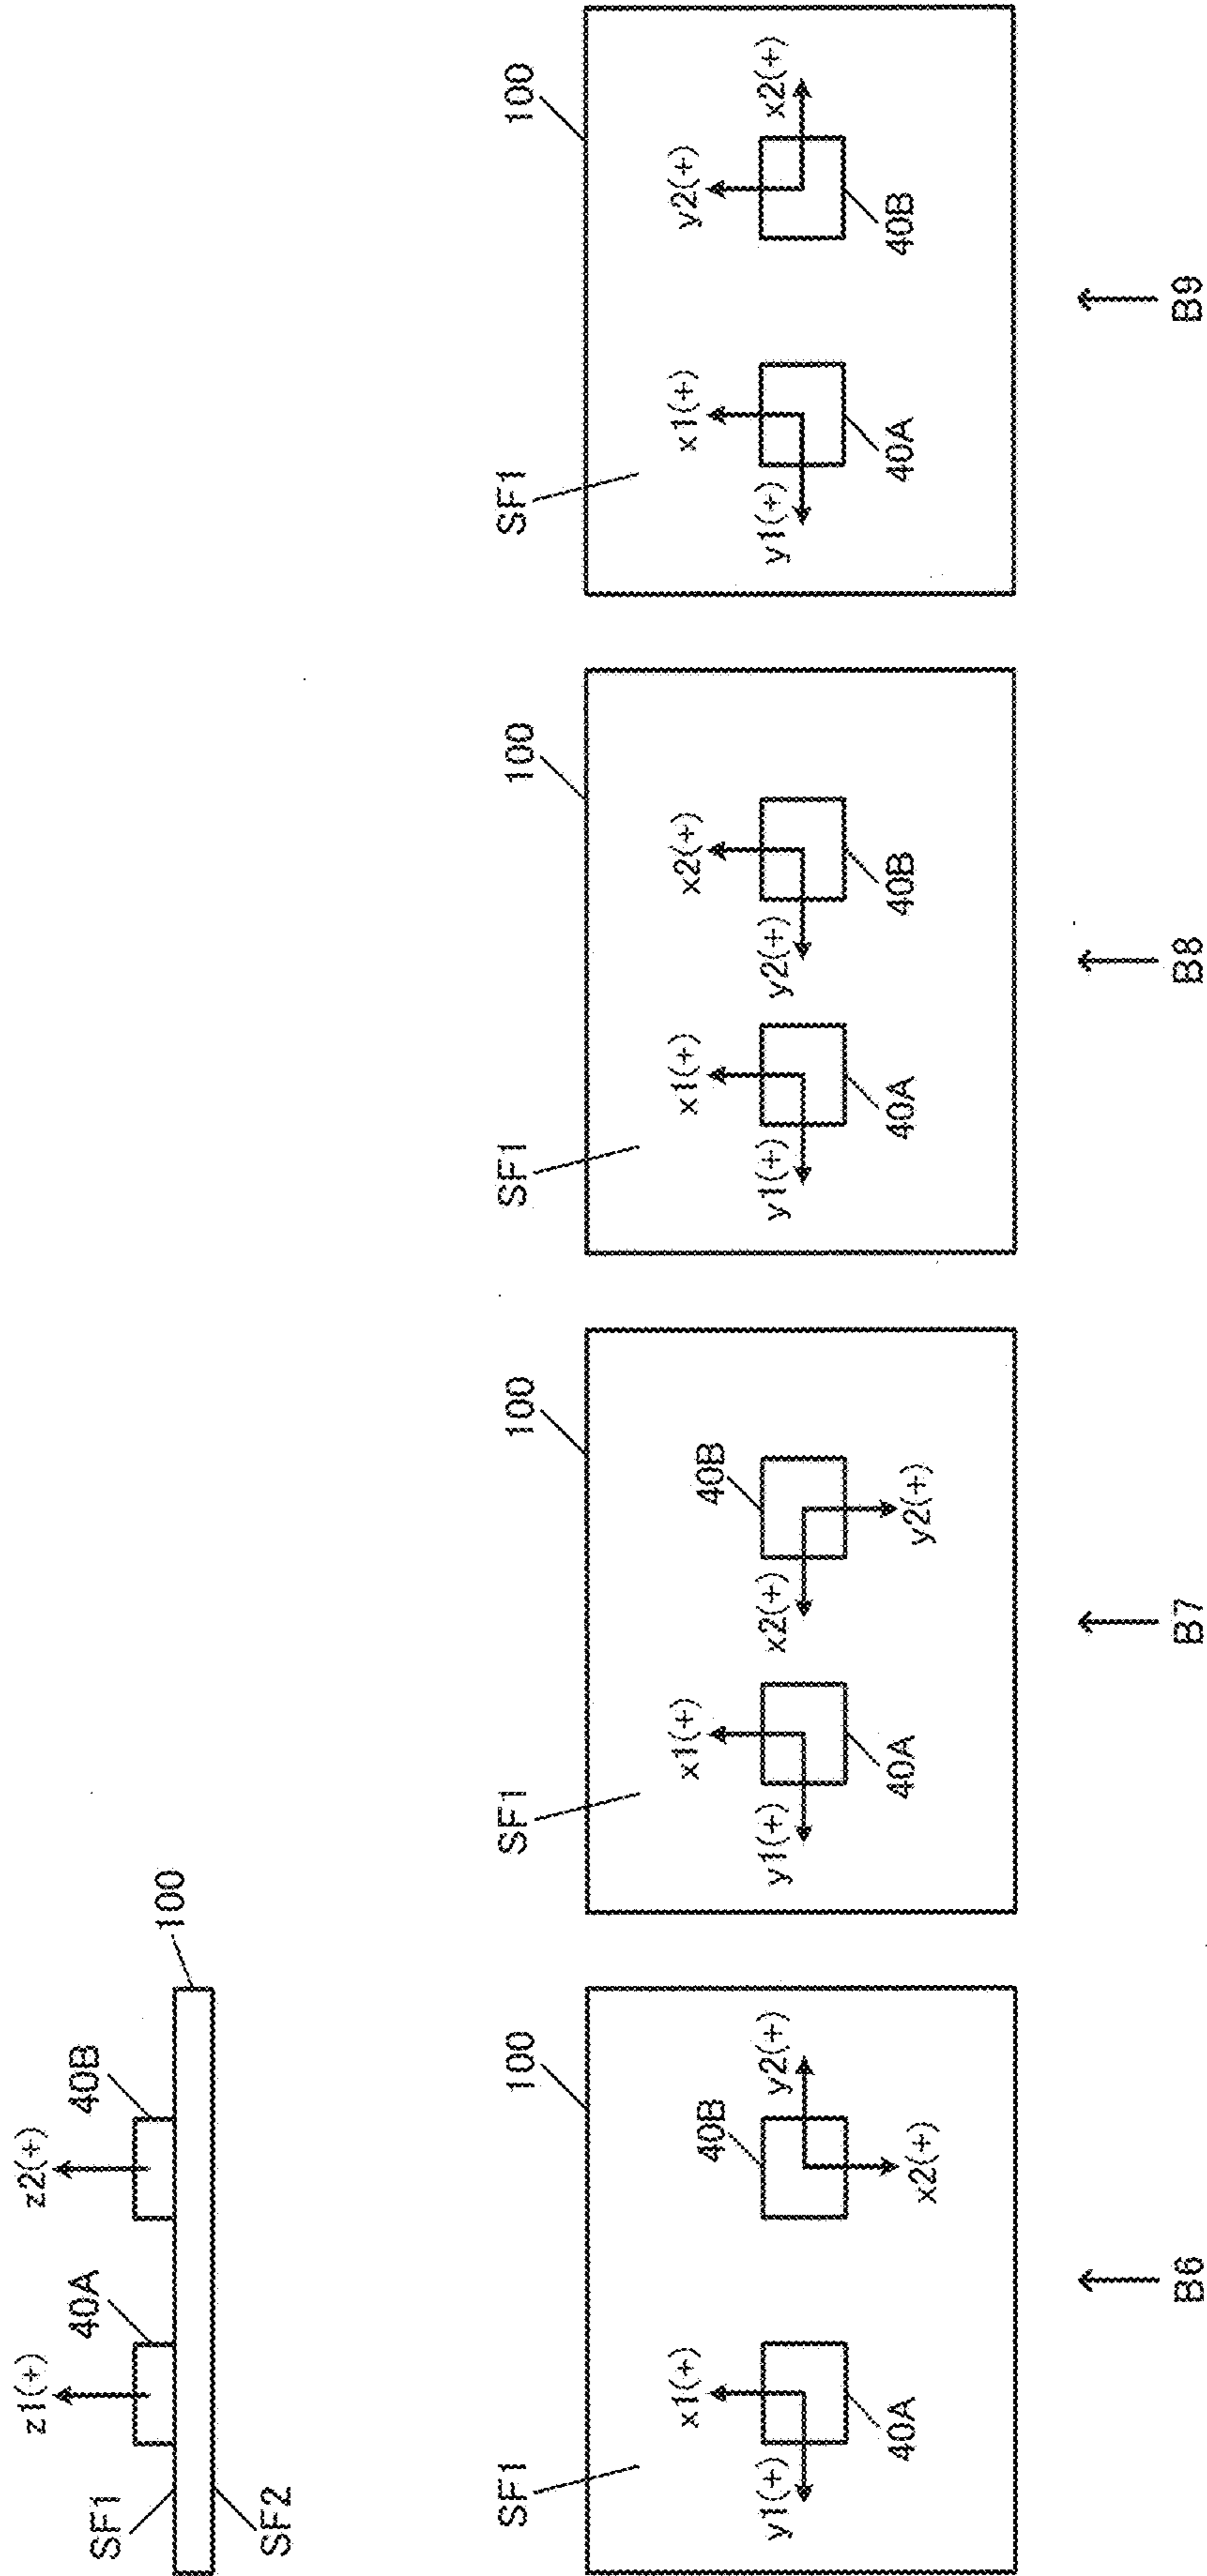 z1(+)
z2(+)
40A
40B
100
SF1
SF2
SF1
100
x1(+)
y1(+)
40A
40B
y2(+)
x2(+)
B6
SF1
100
x1(+)
y1(+)
40A
40B
x2(+)
y2(+)
B7
SF1
100
x1(+)
y1(+)
40A
x2(+)
y2(+)
40B
B8
SF1
100
x1(+)
y1(+)
40A
y2(+)
x2(+)
40B
B9